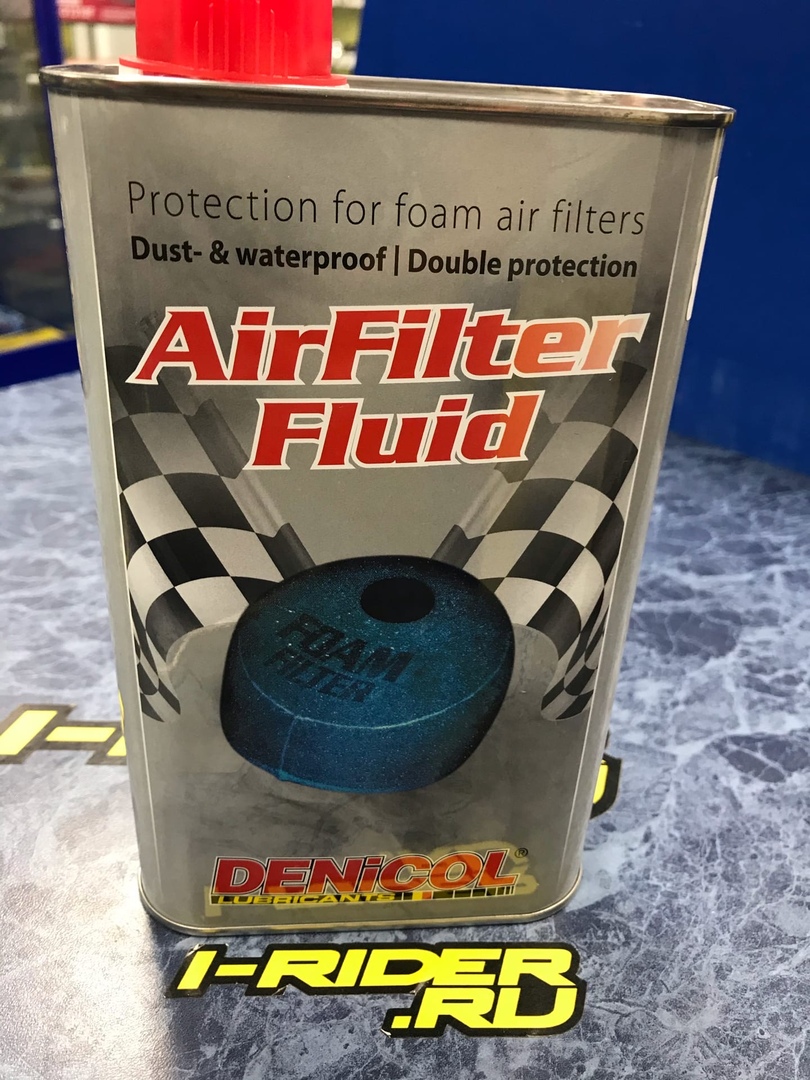 Protection for foam air filters
Dust- & waterproof | Double protection
AirFilter
Fluid
FOAM
FILTER
DENiCOL®
LUBRICANTS
I-RIDER
.RU